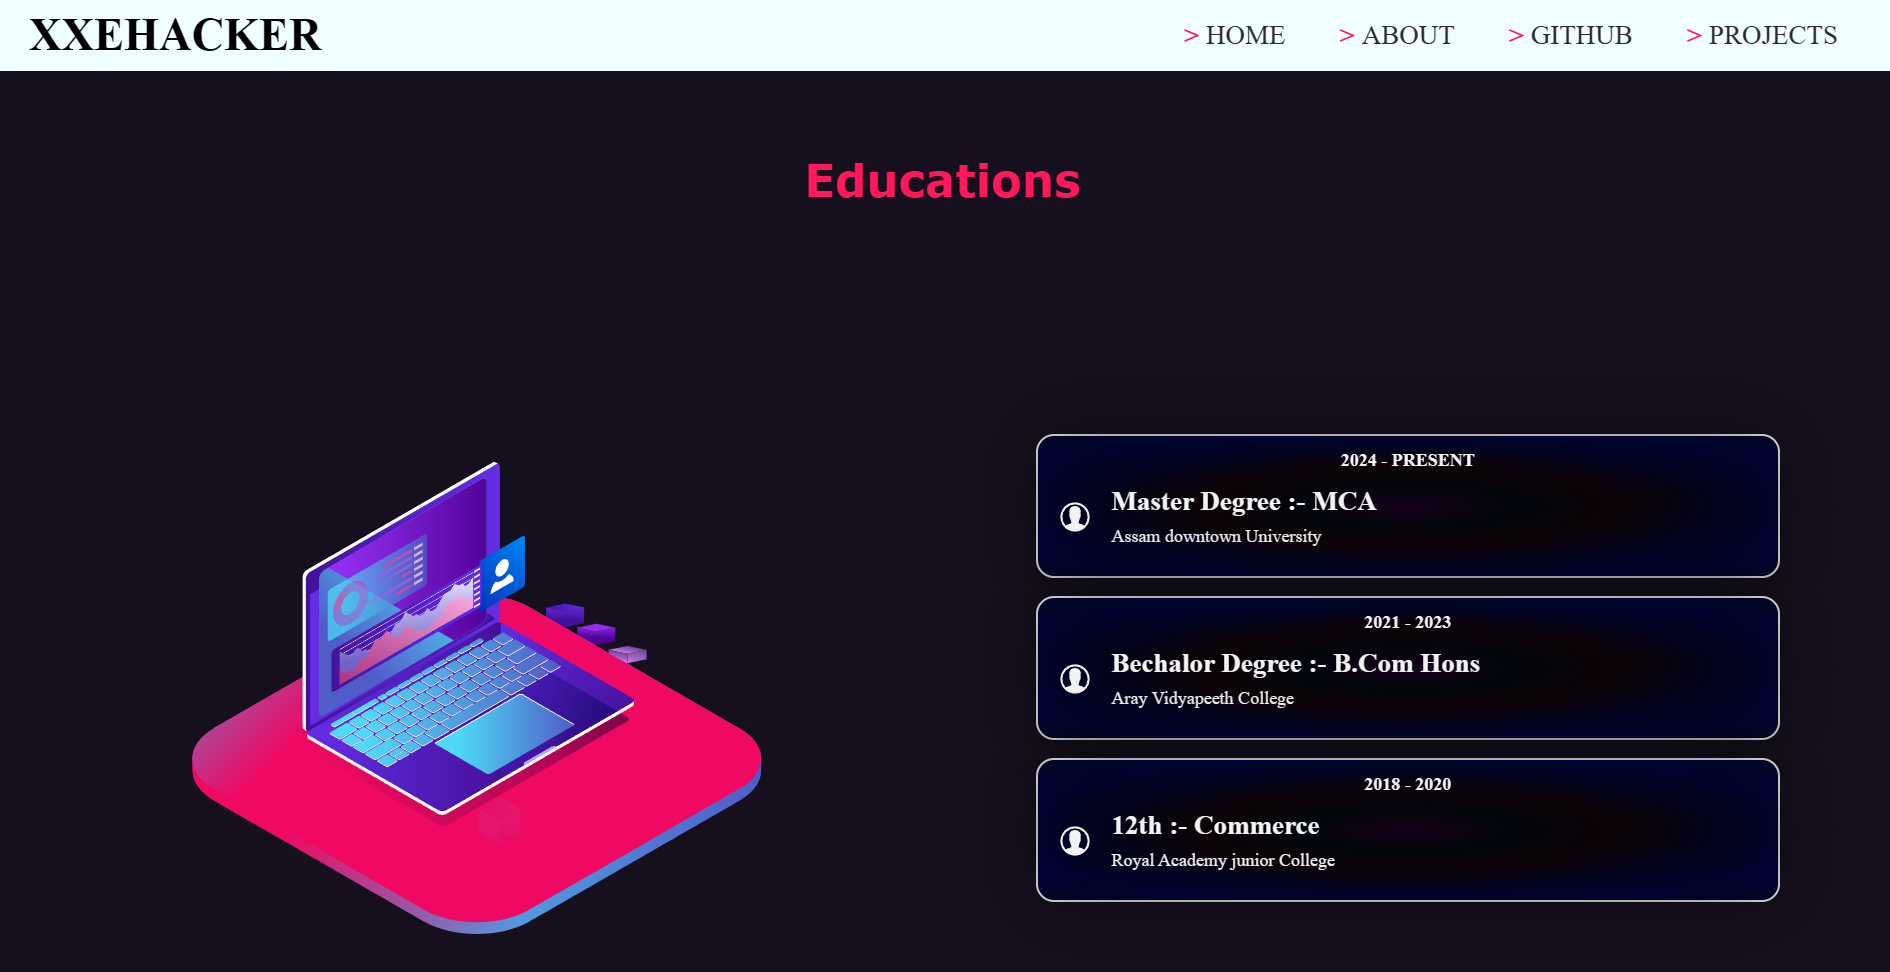 XXEHACKER
> HOME > ABOUT > GITHUB > PROJECTS
Educations
2024 - PRESENT
Master Degree :- MCA
Assam downtown University
2021 - 2023
Bechalor Degree :- B.Com Hons
Aray Vidyapeeth College
2018 - 2020
12th :- Commerce
Royal Academy junior College